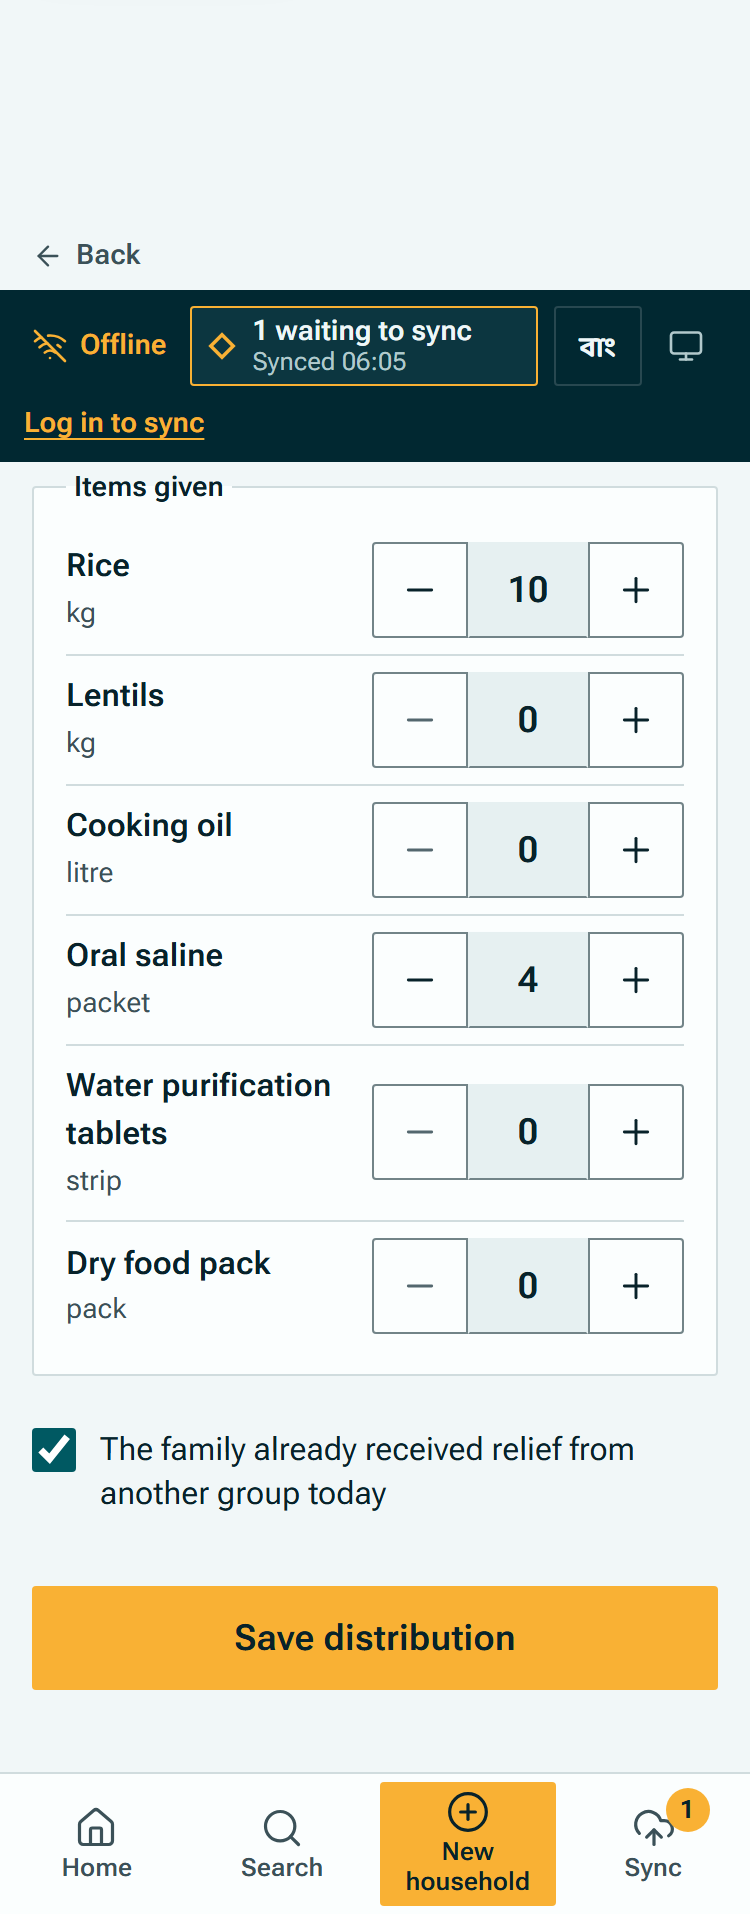 Back
Offline
1 waiting to sync
Synced 06:05
বাং
Log in to sync
Items given
Rice
kg
10
Lentils
kg
0
Cooking oil
litre
0
Oral saline
packet
4
Water purification
tablets
strip
0
Dry food pack
pack
0
The family already received relief from
another group today
Save distribution
Home
Search
New
household
1
Sync